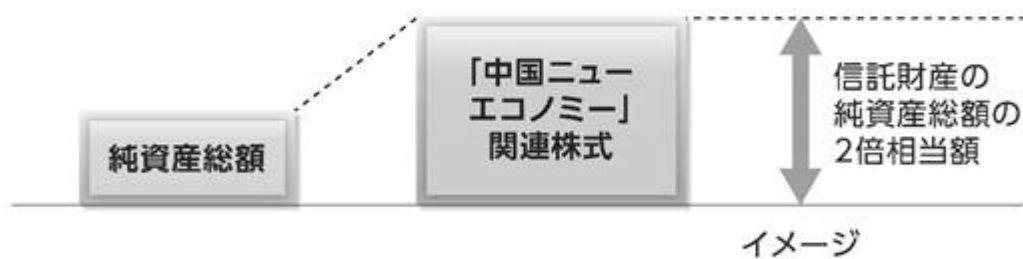 純資産総額
「中国ニュー
エコノミー」
関連株式
信託財産の
純資産総額の
2倍相当額
イメージ